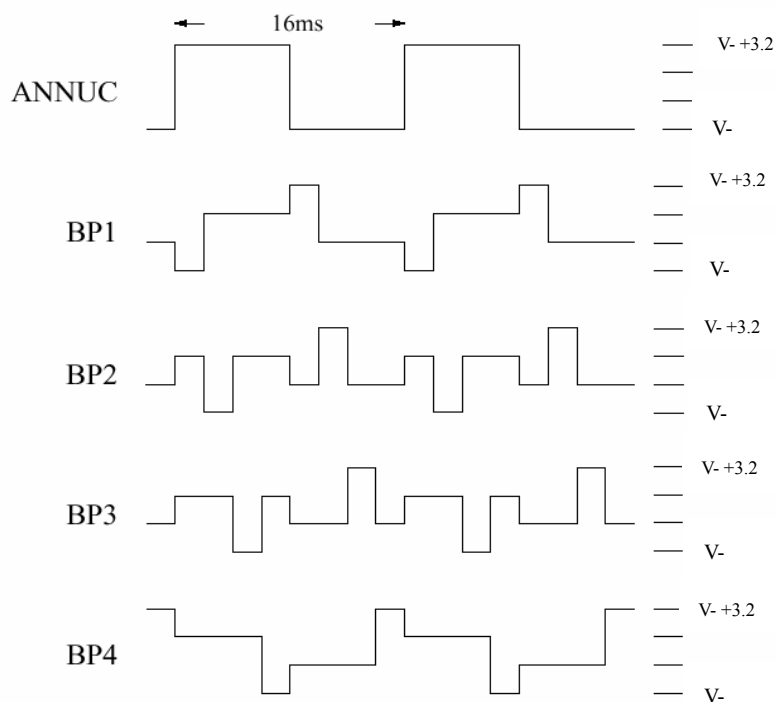 16ms
ANNUC
V- +3.2
V-
BP1
V- +3.2
V-
BP2
V- +3.2
V-
BP3
V- +3.2
V-
BP4
V- +3.2
V-